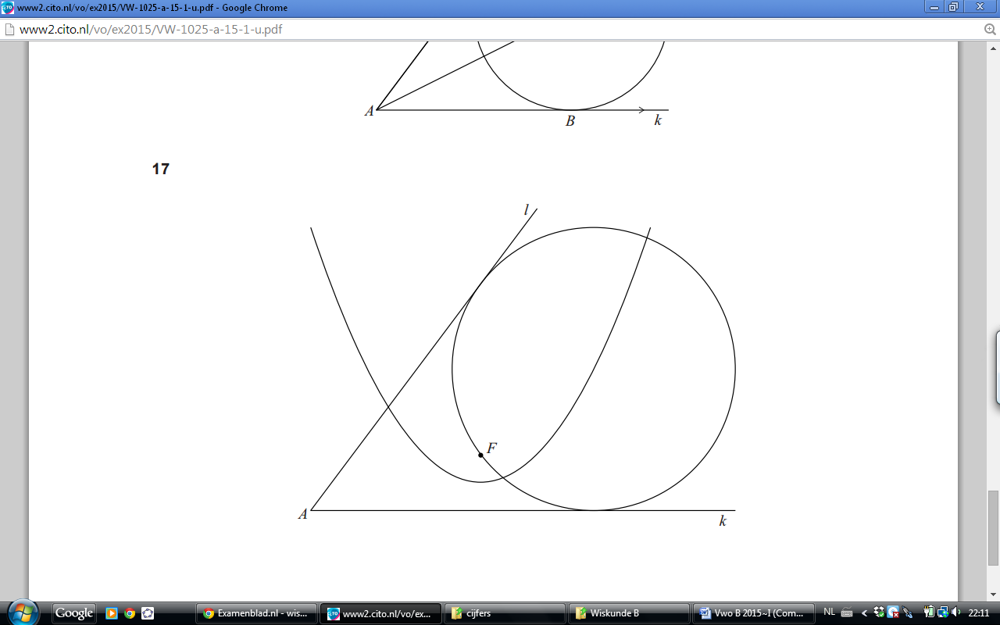 www2.cito.nl/vo/ex2015/VW-1025-a-15-1-u.pdf - Google Chrome
www2.cito.nl/vo/ex2015/VW-1025-a-15-1-u.pdf
A
B
k
17
l
F
A
k
Google
Examenblad.nl - wis...
www2.cito.nl/vo/ex...
cijfers
Wiskunde B
Vwo B 2015~I (Com...
NL
22:11